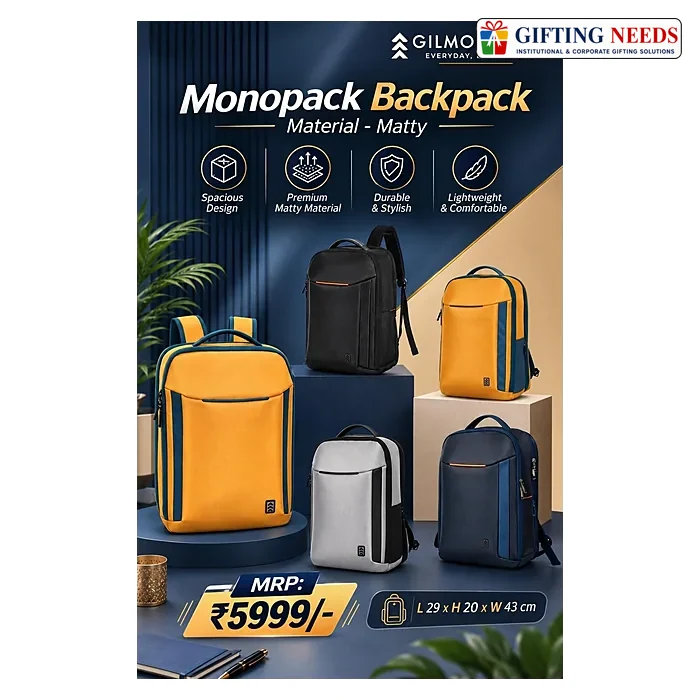 GIFTING NEEDS
INSTITUTIONAL & CORPORATE GIFTING SOLUTIONS
GILMO
EVERYDAY,
Monopack Backpack
Material - Matty
Spacious
Design
Premium
Matty Material
Durable
& Stylish
Lightweight
& Comfortable
MRP:
₹5999/-
L 29 x H 20 x W 43 cm